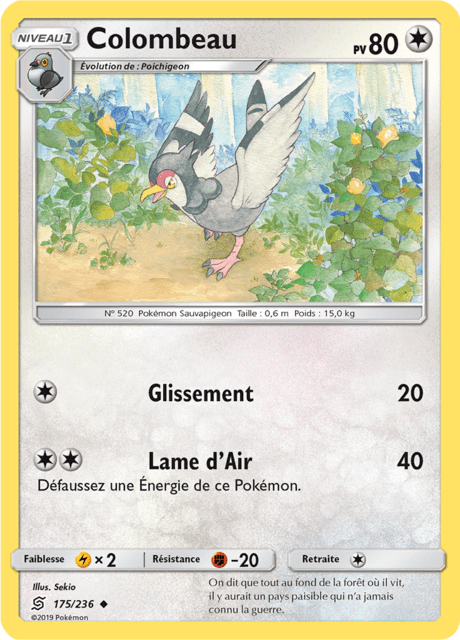 NIVEAU 1
Colombeau
PV 80
Évolution de : Poichigeon
N° 520 Pokémon Sauvapigeon Taille : 0,6 m Poids : 15,0 kg
Glissement 20
Lame d'Air 40
Défaussez une Énergie de ce Pokémon.
Faiblesse × 2 Résistance -20 Retraite
Illus. Sekio
175/236
©2019 Pokémon
On dit que tout au fond de la forêt où il vit,
il y aurait un pays paisible qui n'a jamais
connu la guerre.